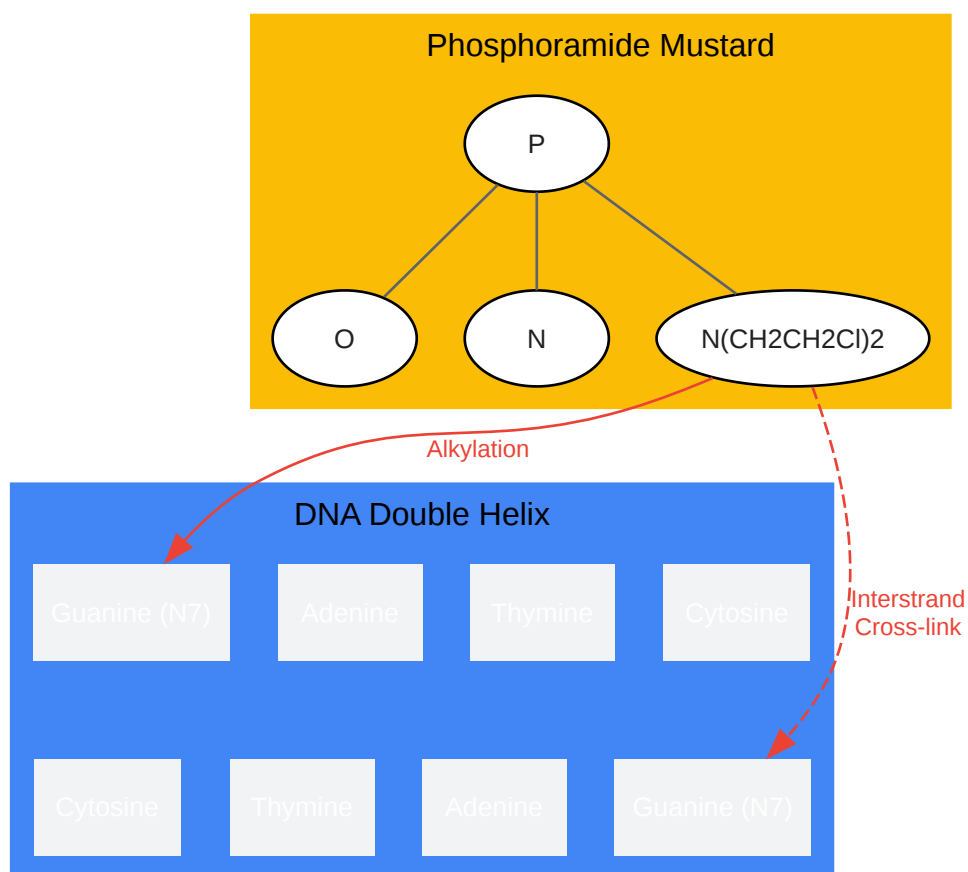 Phosphoramide Mustard
P
O
N
N(CH2CH2Cl)2
Alkylation
DNA Double Helix
Guanine (N7)
Adenine
Thymine
Cytosine
Interstrand
Cross-link
Cytosine
Thymine
Adenine
Guanine (N7)